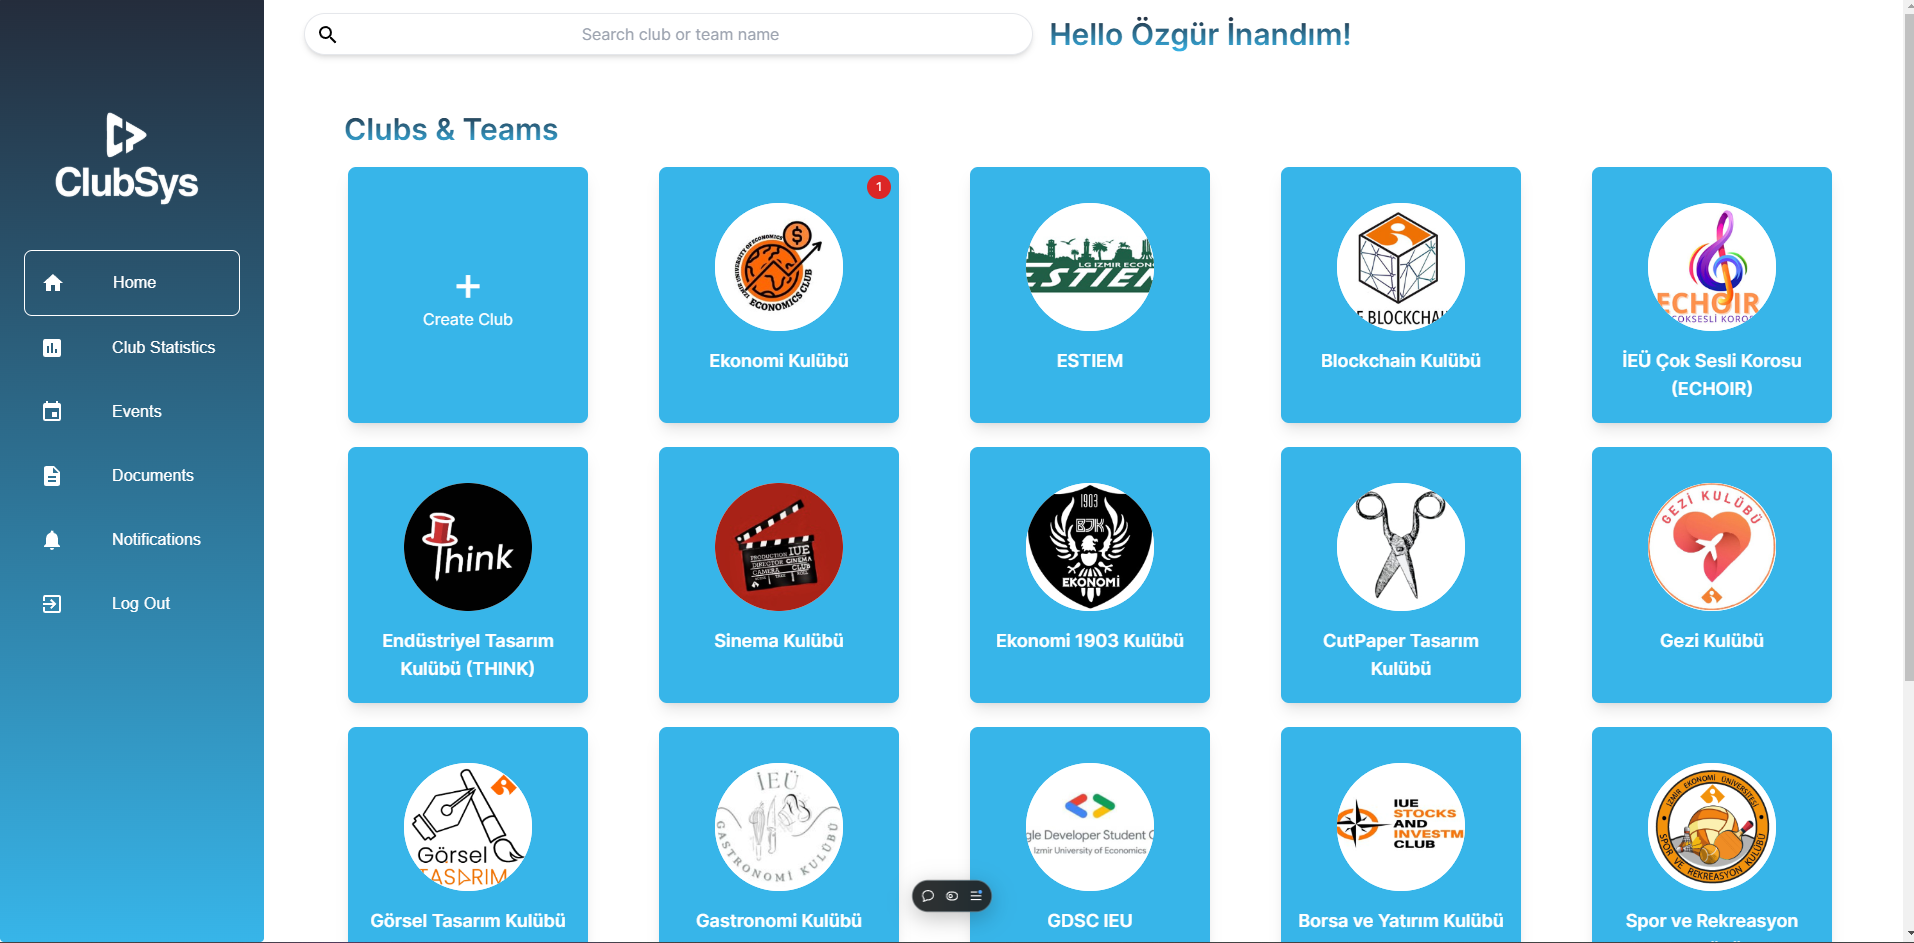 Search club or team name
Hello Özgür İnandım!
ClubSys
Home
Club Statistics
Events
Documents
Notifications
Log Out
Clubs & Teams
Create Club
1
IZMIR UNIVERSITY OF ECONOMICS
ECONOMICS CLUB
Ekonomi Kulübü
LG IZMIR ECON
ESTIEM
ESTIEM
E BLOCKCHAI
Blockchain Kulübü
ECHOIR
ÇOKSESLİ KORO
İEÜ Çok Sesli Korosu
(ECHOIR)
Think
Endüstriyel Tasarım
Kulübü (THINK)
PRODUCTION IUE
DIRECTOR CINEMA
CAMERA CLUB
Sinema Kulübü
1903
BJK
EKONOMİ
Ekonomi 1903 Kulübü
CutPaper Tasarım
Kulübü
GEZİ KULÜBÜ
Gezi Kulübü
Görsel
TASARIM
Görsel Tasarım Kulübü
İEÜ
GASTRONOMİ KULÜBÜ
Gastronomi Kulübü
gle Developer Student C
Izmir University of Economics
GDSC IEU
IUE
STOCKS
AND
INVESTM
CLUB
Borsa ve Yatırım Kulübü
İZMİR EKONOMİ ÜNİVERSİTESİ
SPOR VE REKREASYON KULÜBÜ
Spor ve Rekreasyon